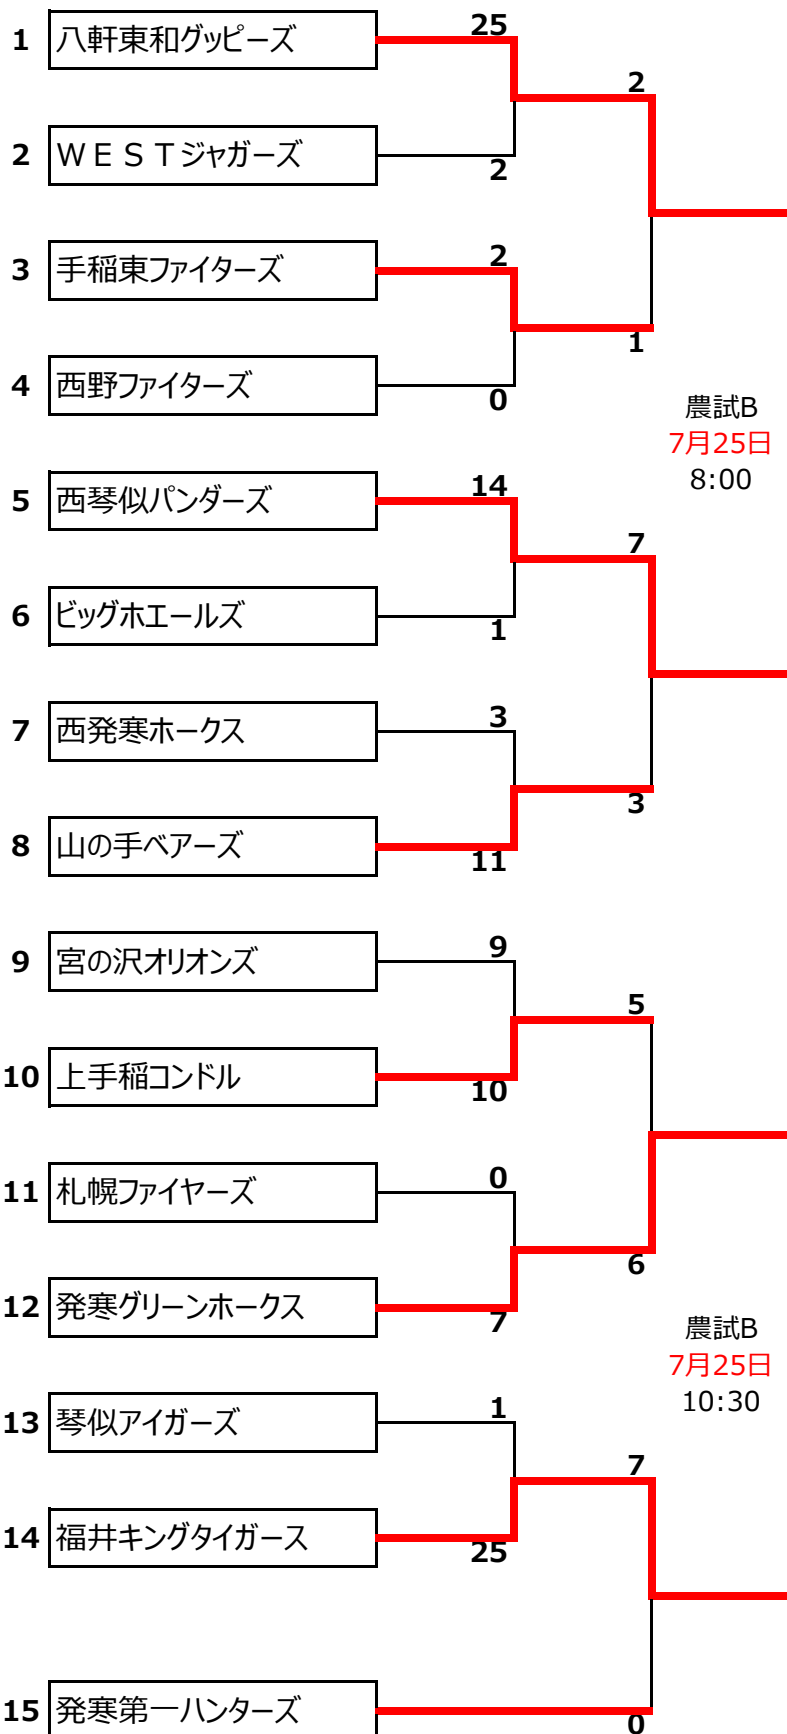 25
1 八軒東和グッピーズ
2
2 ＷＥＳＴジャガーズ
2
2
3 手稲東ファイターズ
1
4 西野ファイターズ
0
農試B
7月25日
8:00
14
5 西琴似パンダーズ
7
6 ビッグホエールズ
1
3
7 西発寒ホークス
3
8 山の手ベアーズ
11
9
9 宮の沢オリオンズ
5
10 上手稲コンドル
10
0
11 札幌ファイヤーズ
6
12 発寒グリーンホークス
7
農試B
7月25日
10:30
1
13 琴似アイガーズ
7
14 福井キングタイガース
25
15 発寒第一ハンターズ
0